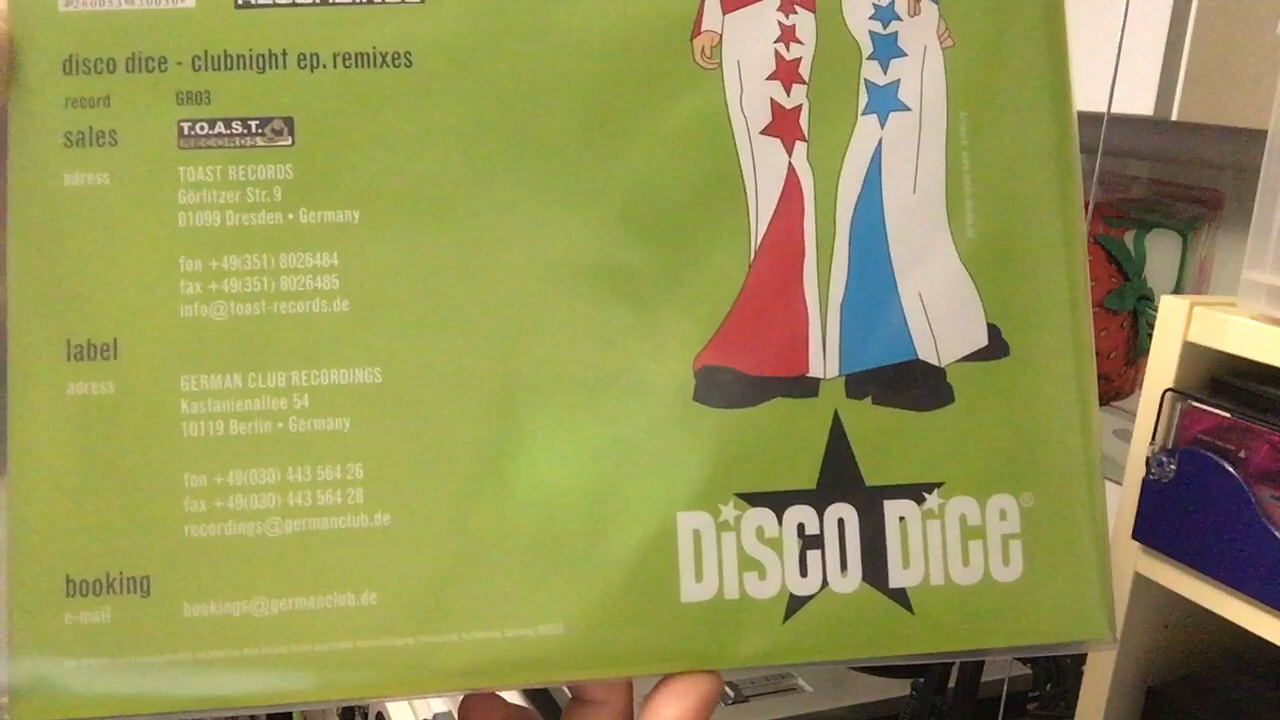 RECORDINGS
disco dice - clubnight ep. remixes
record GR03
sales T.O.A.S.T. RECORDS
adress TOAST RECORDS
Görlitzer Str. 9
01099 Dresden • Germany
fon +49(351) 8026484
fax +49(351) 8026485
info@toast-records.de
label
adress GERMAN CLUB RECORDINGS
Kastanienallee 54
10119 Berlin • Germany
fon +49(030) 443 564 26
fax +49(030) 443 564 28
recordings@germanclub.de
booking
e-mail bookings@germanclub.de
DiSCO DiCE®